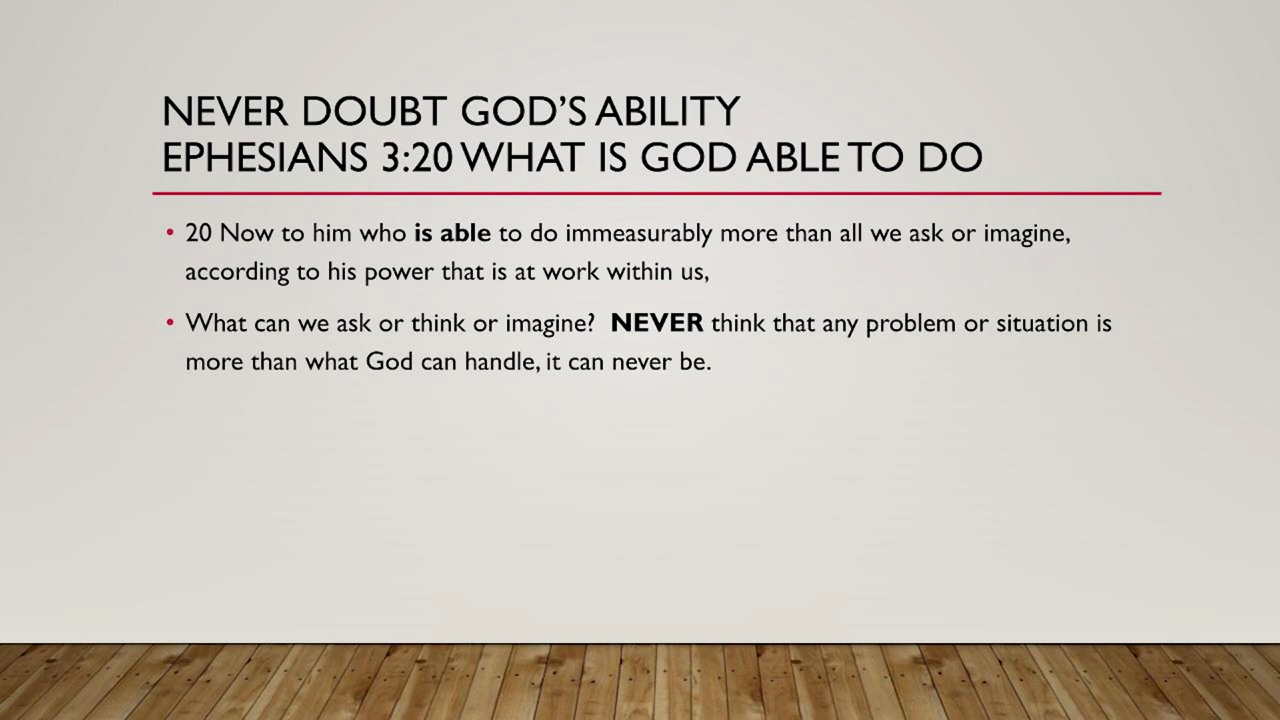 NEVER DOUBT GOD'S ABILITY
EPHESIANS 3:20 WHAT IS GOD ABLE TO DO
• 20 Now to him who is able to do immeasurably more than all we ask or imagine,
according to his power that is at work within us,
• What can we ask or think or imagine?  NEVER think that any problem or situation is
more than what God can handle, it can never be.